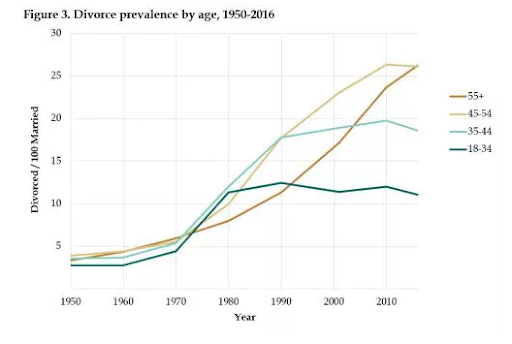 Figure 3. Divorce prevalence by age, 1950-2016
30
25
20
15
10
5
Divorced / 100 Married
1950 1960 1970 1980 1990 2000 2010
Year
55+
45-54
35-44
18-34